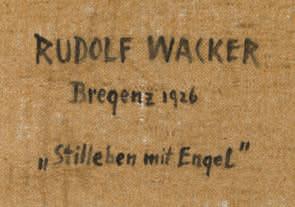 RUDOLF WACKER
Bregenz 1926
„Stilleben mit Engel"